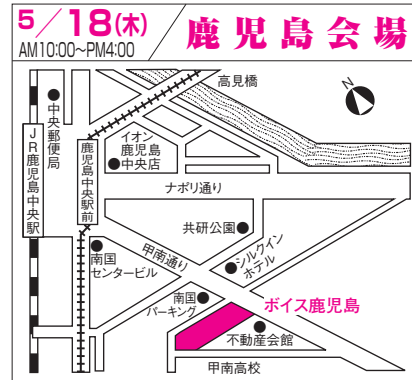 5／18(木)
AM10:00~PM4:00
鹿児島会場
高見橋
N
中央郵便局
イオン
鹿児島
中央店
JR鹿児島中央駅
鹿児島中央駅前
ナポリ通り
共研公園
甲南通り
シルクイン
ホテル
南国
センタービル
南国
パーキング
ボイス鹿児島
不動産会館
甲南高校